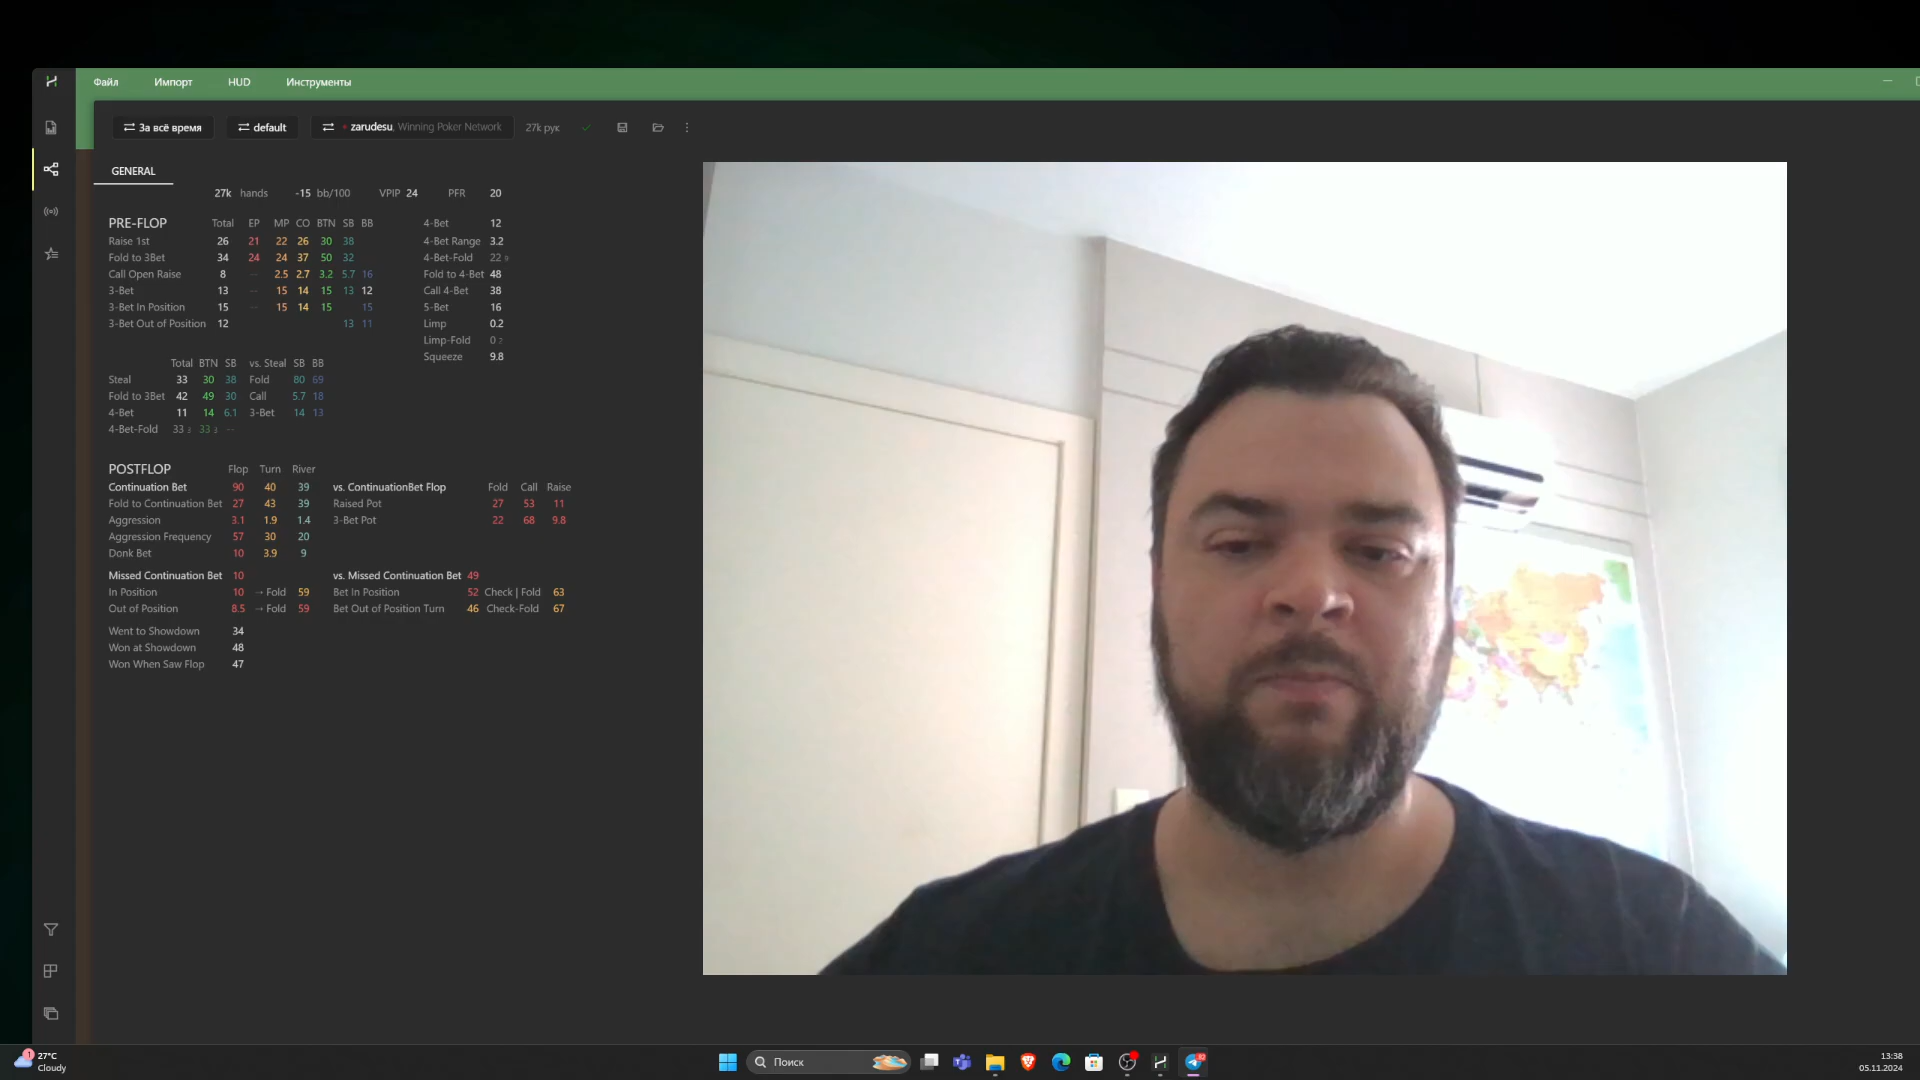 Файл Импорт HUD Инструменты
За всё время default zarudesu, Winning Poker Network 27k рук
GENERAL
27k hands -15 bb/100 VPIP 24 PFR 20
PRE-FLOP Total EP MP CO BTN SB BB
Raise 1st 26 21 22 26 30 38
Fold to 3Bet 34 24 24 37 50 32
Call Open Raise 8 -- 2.5 2.7 3.2 5.7 16
3-Bet 13 -- 15 14 15 13 12
3-Bet In Position 15 -- 15 14 15 15
3-Bet Out of Position 12 13 11
4-Bet 12
4-Bet Range 3.2
4-Bet-Fold 22 9
Fold to 4-Bet 48
Call 4-Bet 38
5-Bet 16
Limp 0.2
Limp-Fold 0 2
Squeeze 9.8
Total BTN SB vs. Steal SB BB
Steal 33 30 38 Fold 80 69
Fold to 3Bet 42 49 30 Call 5.7 18
4-Bet 11 14 6.1 3-Bet 14 13
4-Bet-Fold 33 3 33 3 --
POSTFLOP Flop Turn River
Continuation Bet 90 40 39
Fold to Continuation Bet 27 43 39
Aggression 3.1 1.9 1.4
Aggression Frequency 57 30 20
Donk Bet 10 3.9 9
vs. ContinuationBet Flop Fold Call Raise
Raised Pot 27 53 11
3-Bet Pot 22 68 9.8
Missed Continuation Bet 10
In Position 10 → Fold 59
Out of Position 8.5 → Fold 59
vs. Missed Continuation Bet 49
Bet In Position 52 Check | Fold 63
Bet Out of Position Turn 46 Check-Fold 67
Went to Showdown 34
Won at Showdown 48
Won When Saw Flop 47
1
27°C
Cloudy
Поиск
13:38
05.11.2024